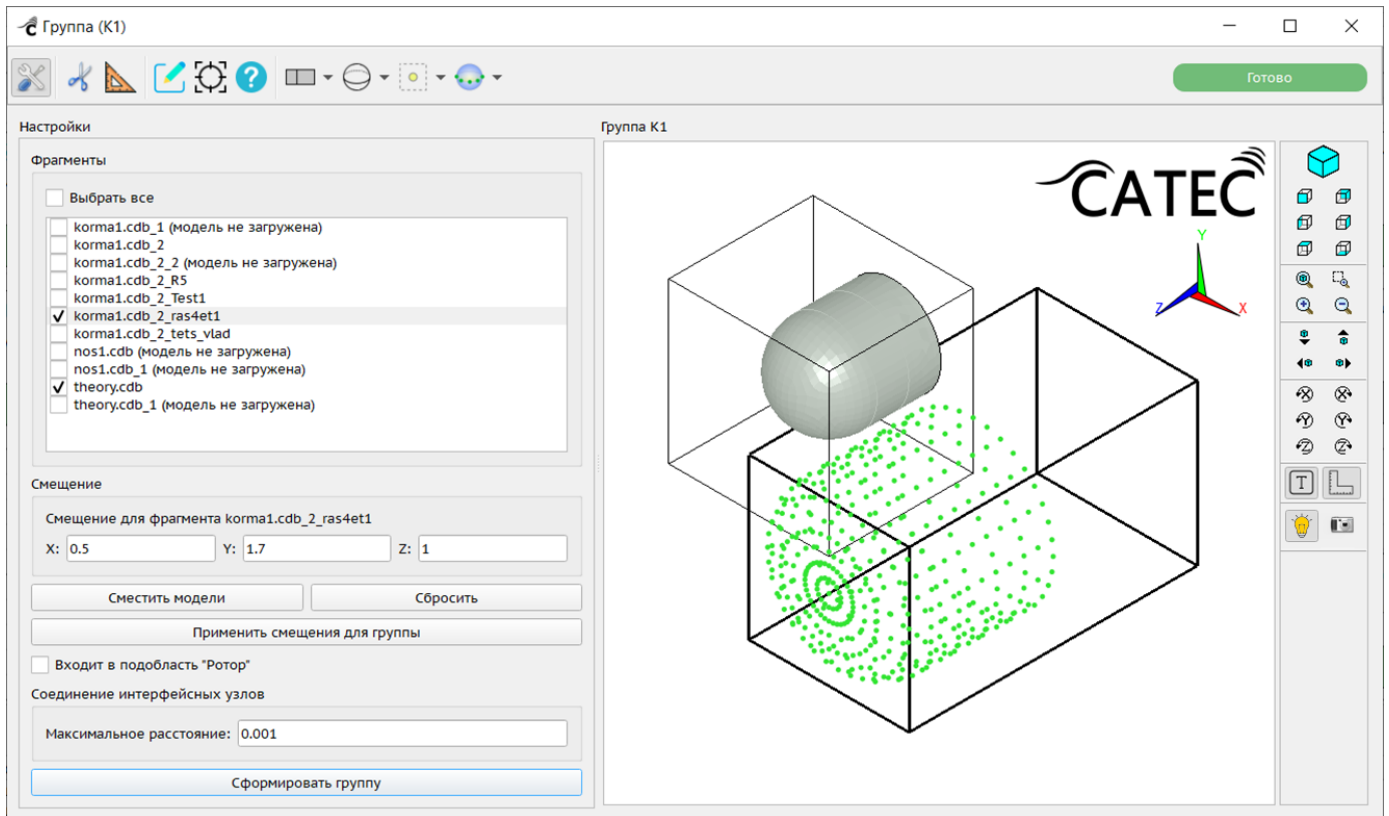 Группа (К1)
Готово
Настройки
Группа К1
Фрагменты
Выбрать все
korma1.cdb_1 (модель не загружена)
korma1.cdb_2
korma1.cdb_2_2 (модель не загружена)
korma1.cdb_2_R5
korma1.cdb_2_Test1
korma1.cdb_2_ras4et1
korma1.cdb_2_tets_vlad
nos1.cdb (модель не загружена)
nos1.cdb_1 (модель не загружена)
theory.cdb
theory.cdb_1 (модель не загружена)
Смещение
Смещение для фрагмента korma1.cdb_2_ras4et1
X: 0.5 Y: 1.7 Z: 1
Сместить модели Сбросить
Применить смещения для группы
Входит в подобласть "Ротор"
Соединение интерфейсных узлов
Максимальное расстояние: 0.001
Сформировать группу
CATEC
Y
Z X
X X
Y Y
Z Z
T